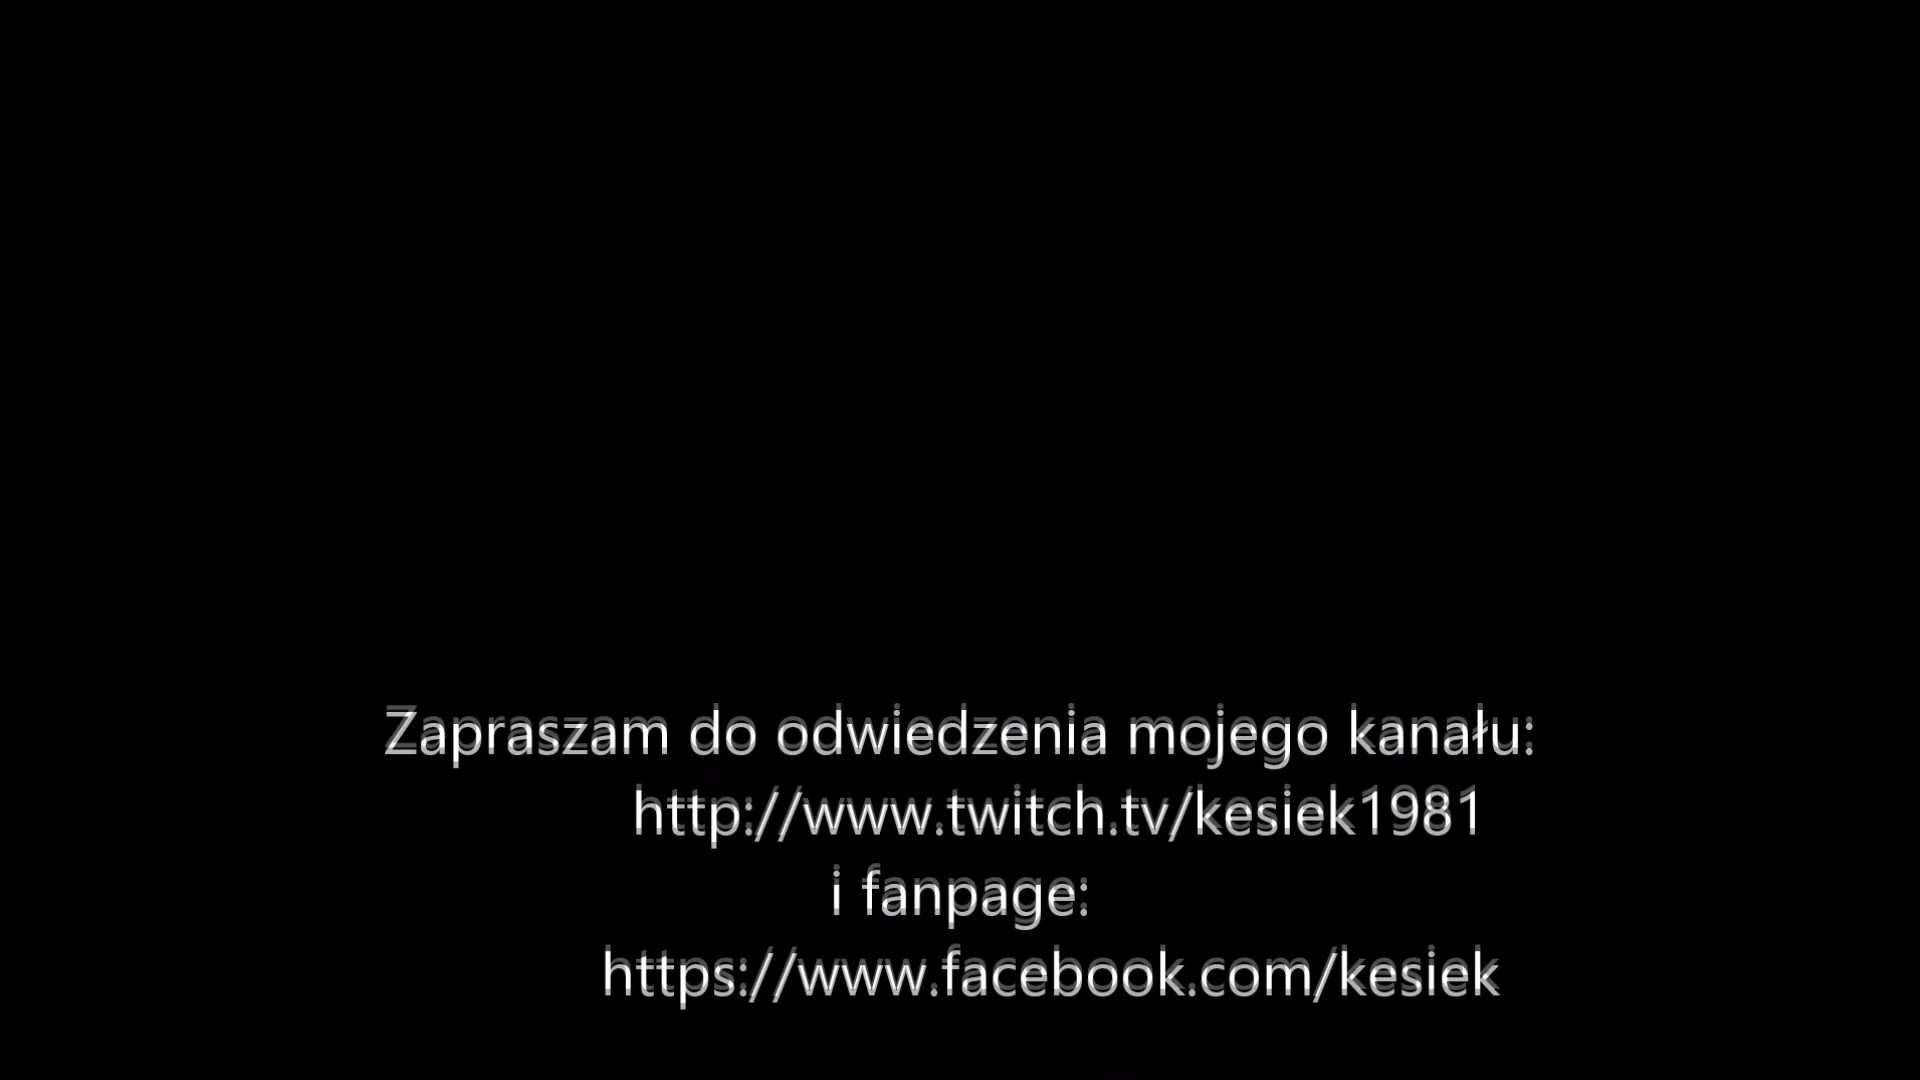 Zapraszam do odwiedzenia mojego kanału:
http://www.twitch.tv/kesiek1981
i fanpage:
https://www.facebook.com/kesiek